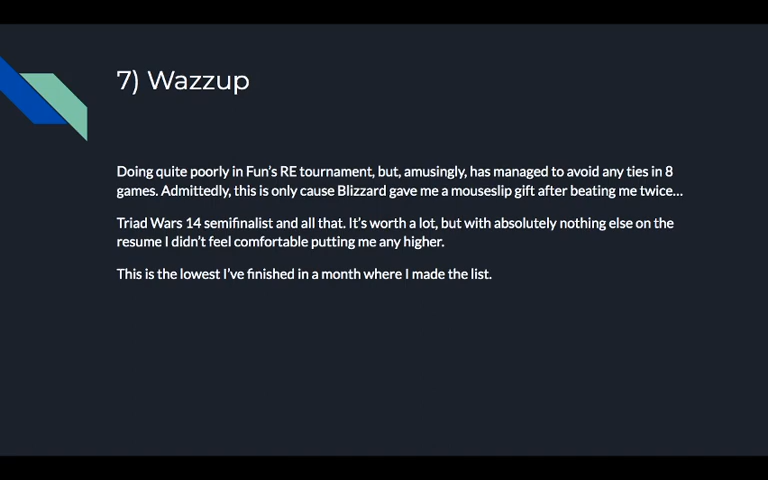 7) Wazzup
Doing quite poorly in Fun's RE tournament, but, amusingly, has managed to avoid any ties in 8
games. Admittedly, this is only cause Blizzard gave me a mouseslip gift after beating me twice...
Triad Wars 14 semifinalist and all that. It's worth a lot, but with absolutely nothing else on the
resume I didn't feel comfortable putting me any higher.
This is the lowest I've finished in a month where I made the list.